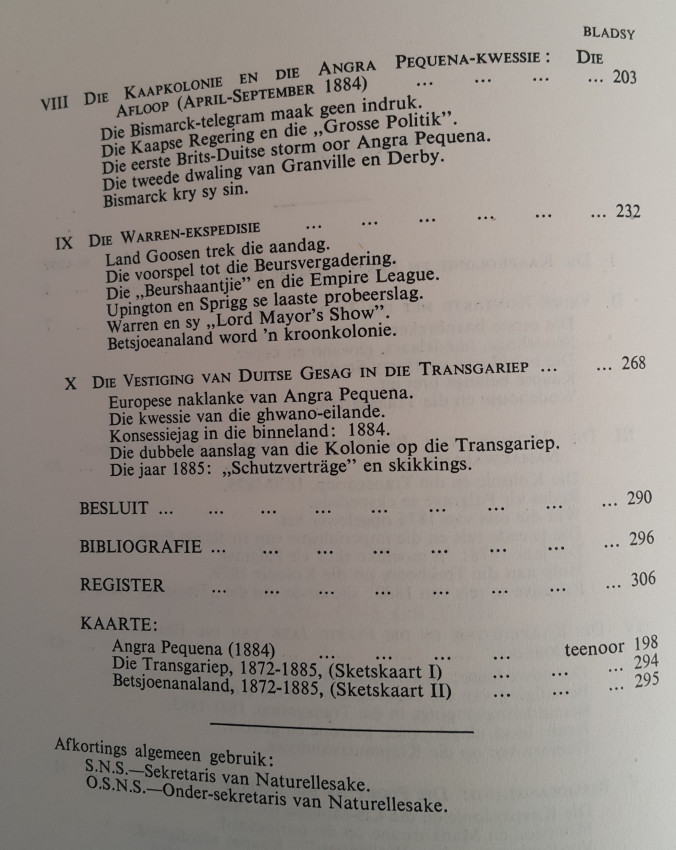 BLADSY
VIII DIE KAAPKOLONIE EN DIE ANGRA PEQUENA-KWESSIE: DIE
AFLOOP (APRIL-SEPTEMBER 1884) ... ... ... ... 203
Die Bismarck-telegram maak geen indruk.
Die Kaapse Regering en die „Grosse Politik”.
Die eerste Brits-Duitse storm oor Angra Pequena.
Die tweede dwaling van Granville en Derby.
Bismarck kry sy sin.
IX DIE WARREN-EKSPEDISIE ... ... ... ... ... ... 232
Land Goosen trek die aandag.
Die voorspel tot die Beursvergadering.
Die „Beurshaantjie” en die Empire League.
Upington en Sprigg se laaste probeerslag.
Warren en sy „Lord Mayor's Show”.
Betsjoeanaland word 'n kroonkolonie.
X DIE VESTIGING VAN DUITSE GESAG IN DIE TRANSGARIEP ... ... 268
Europese naklanke van Angra Pequena.
Die kwessie van die ghwano-eilande.
Konsessiejag in die binneland: 1884.
Die dubbele aanslag van die Kolonie op die Transgariep.
Die jaar 1885: „Schutzverträge” en skikkings.
BESLUIT ... ... ... ... ... ... ... ... ... 290
BIBLIOGRAFIE ... ... ... ... ... ... ... ... 296
REGISTER ... ... ... ... ... ... ... ... 306
KAARTE:
Angra Pequena (1884) ... ... ... ... teenoor 198
Die Transgariep, 1872-1885, (Sketskaart I) ... ... ... 294
Betsjoenanaland, 1872-1885, (Sketskaart II) ... ... ... 295
Afkortings algemeen gebruik:
S.N.S.—Sekretaris van Naturellesake.
O.S.N.S.—Onder-sekretaris van Naturellesake.